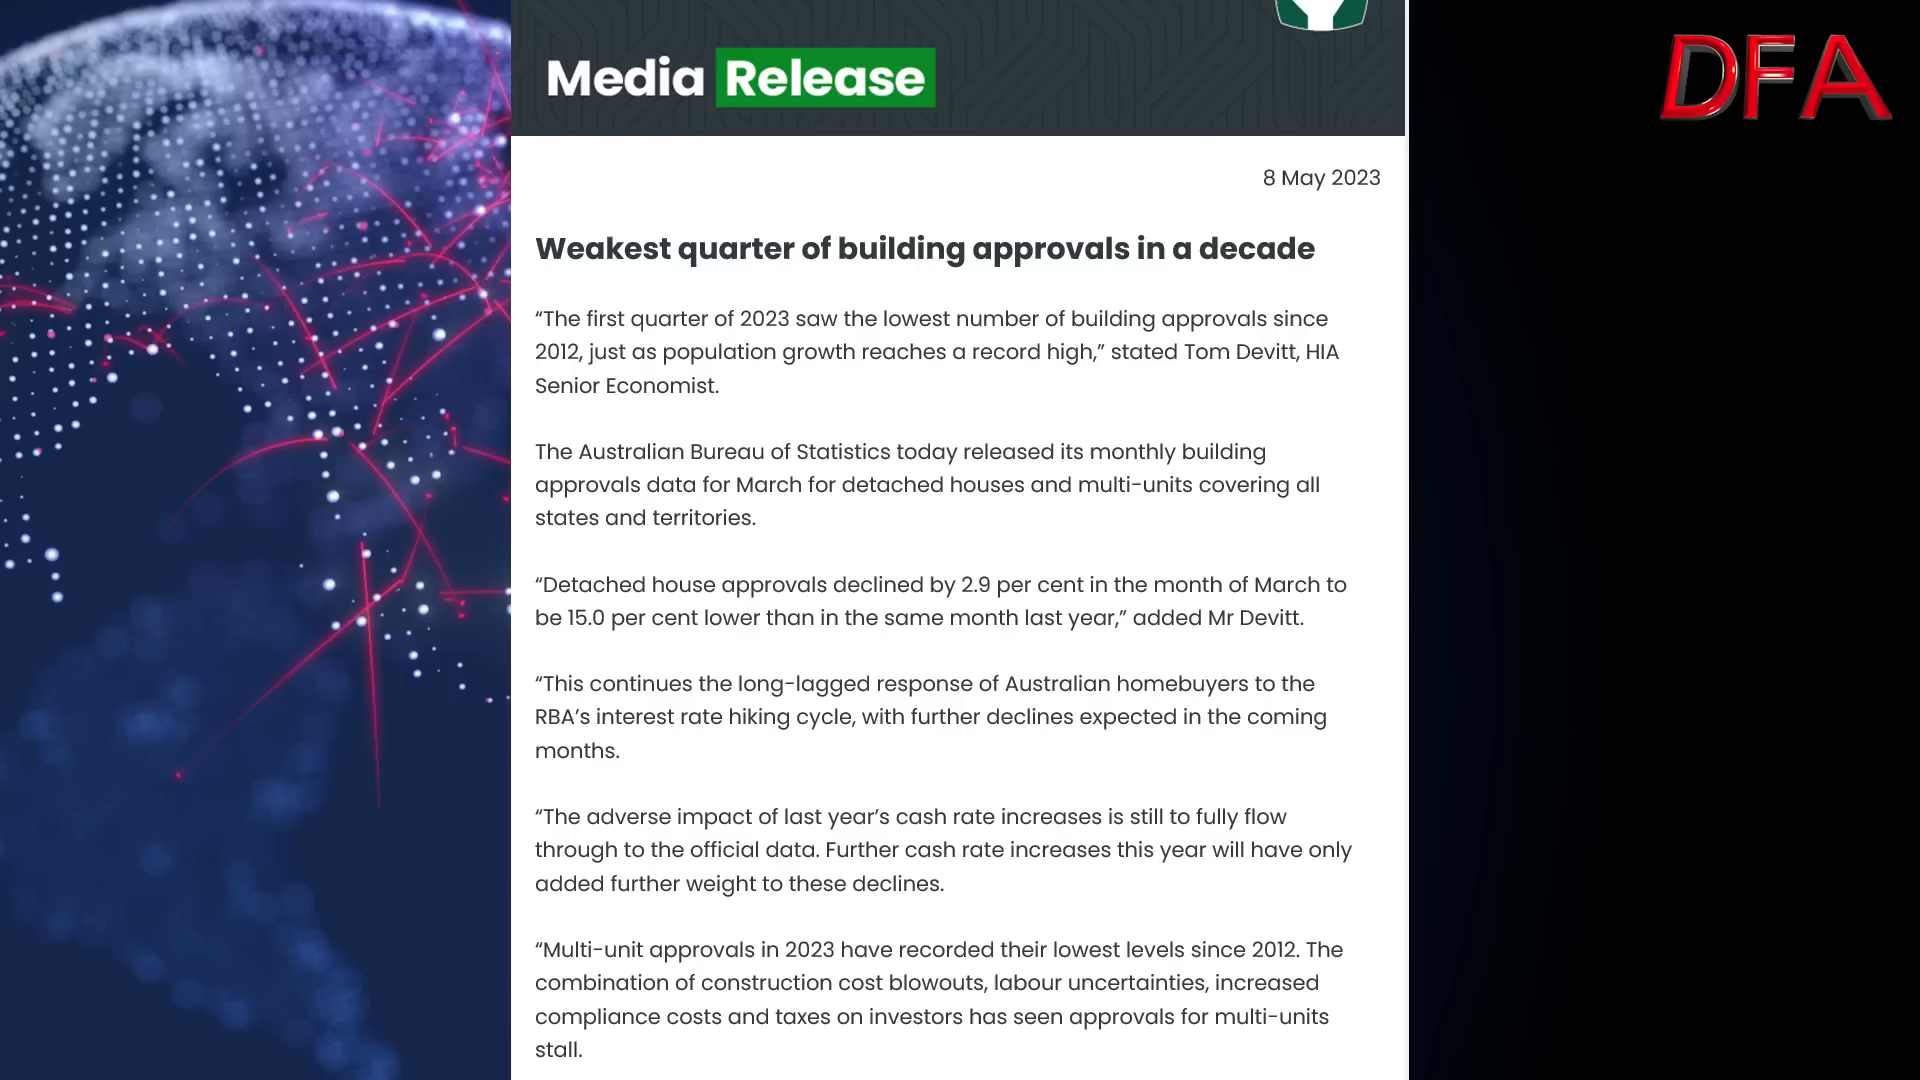 Media Release
DFA
8 May 2023
Weakest quarter of building approvals in a decade
“The first quarter of 2023 saw the lowest number of building approvals since
2012, just as population growth reaches a record high,” stated Tom Devitt, HIA
Senior Economist.
The Australian Bureau of Statistics today released its monthly building
approvals data for March for detached houses and multi-units covering all
states and territories.
“Detached house approvals declined by 2.9 per cent in the month of March to
be 15.0 per cent lower than in the same month last year,” added Mr Devitt.
“This continues the long-lagged response of Australian homebuyers to the
RBA’s interest rate hiking cycle, with further declines expected in the coming
months.
“The adverse impact of last year’s cash rate increases is still to fully flow
through to the official data. Further cash rate increases this year will have only
added further weight to these declines.
“Multi-unit approvals in 2023 have recorded their lowest levels since 2012. The
combination of construction cost blowouts, labour uncertainties, increased
compliance costs and taxes on investors has seen approvals for multi-units
stall.